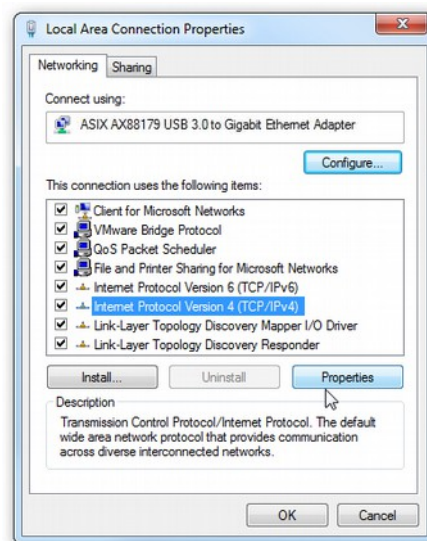 Local Area Connection Properties
Networking
Sharing
Connect using:
ASIX AX88179 USB 3.0 to Gigabit Ethernet Adapter
Configure...
This connection uses the following items:
Client for Microsoft Networks
VMware Bridge Protocol
QoS Packet Scheduler
File and Printer Sharing for Microsoft Networks
Internet Protocol Version 6 (TCP/IPv6)
Internet Protocol Version 4 (TCP/IPv4)
Link-Layer Topology Discovery Mapper I/O Driver
Link-Layer Topology Discovery Responder
Install...
Uninstall
Properties
Description
Transmission Control Protocol/Internet Protocol. The default
wide area network protocol that provides communication
across diverse interconnected networks.
OK
Cancel